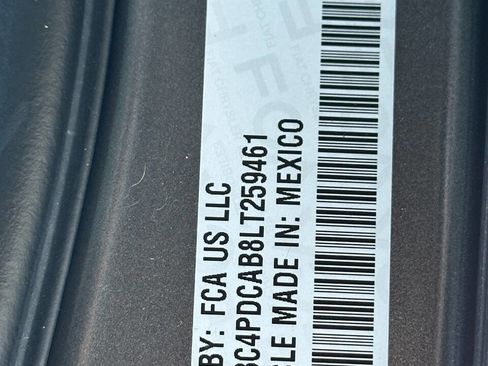 BY: FCA US LLC
3C4PDCAB8LT259461
CLE MADE IN: MEXICO